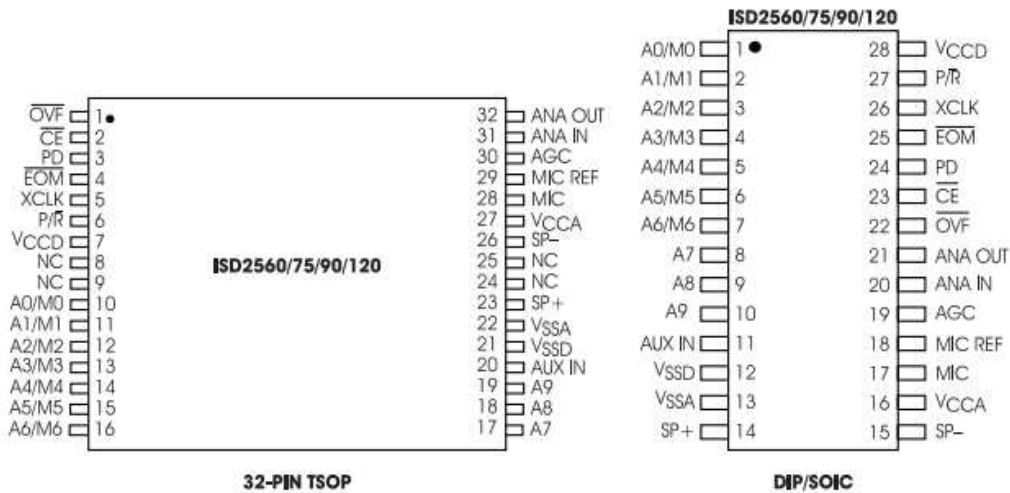 ISD2560/75/90/120
OVF 1 32 ANA OUT
CE 2 31 ANA IN
PD 3 30 AGC
EOM 4 29 MIC REF
XCLK 5 28 MIC
P/R 6 27 VCCA
VCCD 7 26 SP–
NC 8 25 NC
NC 9 24 NC
A0/M0 10 23 SP+
A1/M1 11 22 VSSA
A2/M2 12 21 VSSD
A3/M3 13 20 AUX IN
A4/M4 14 19 A9
A5/M5 15 18 A8
A6/M6 16 17 A7
32-PIN TSOP
ISD2560/75/90/120
A0/M0 1 28 VCCD
A1/M1 2 27 P/R
A2/M2 3 26 XCLK
A3/M3 4 25 EOM
A4/M4 5 24 PD
A5/M5 6 23 CE
A6/M6 7 22 OVF
A7 8 21 ANA OUT
A8 9 20 ANA IN
A9 10 19 AGC
AUX IN 11 18 MIC REF
VSSD 12 17 MIC
VSSA 13 16 VCCA
SP+ 14 15 SP–
DIP/SOIC